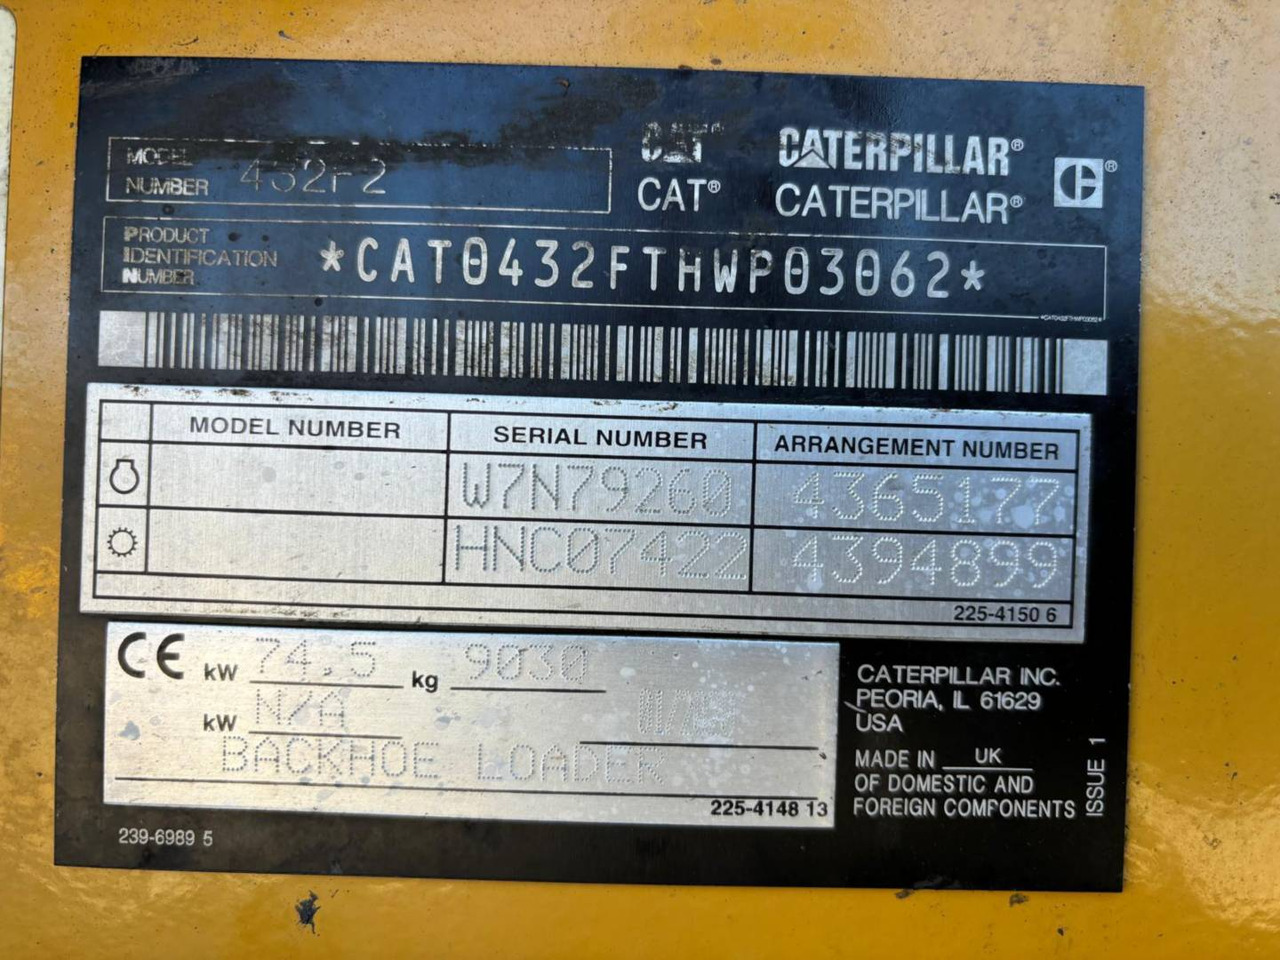 MODEL NUMBER 432F2
CAT® CATERPILLAR®
CAT® CATERPILLAR®
PRODUCT IDENTIFICATION NUMBER *CAT0432FTHWP03062*
*CAT0432FTHWP03062*
MODEL NUMBER SERIAL NUMBER ARRANGEMENT NUMBER
W7N79260 4365177
HNC07422 4394899
225-4150 6
CE kW 74,5 kg 9030
kW N/A
BACKHOE LOADER
225-4148 13
CATERPILLAR INC.
PEORIA, IL 61629
USA
MADE IN UK
OF DOMESTIC AND
FOREIGN COMPONENTS
ISSUE 1
239-6989 5